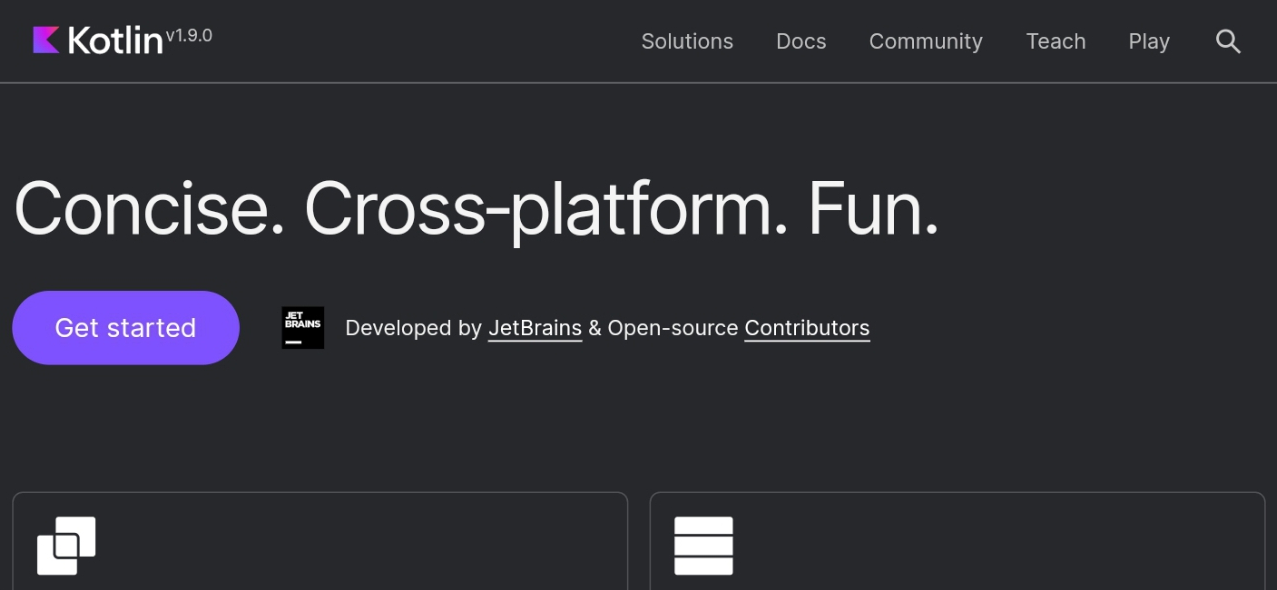 Kotlin v1.9.0
Solutions Docs Community Teach Play
Concise. Cross-platform. Fun.
Get started
JET
BRAINS
Developed by JetBrains & Open-source Contributors